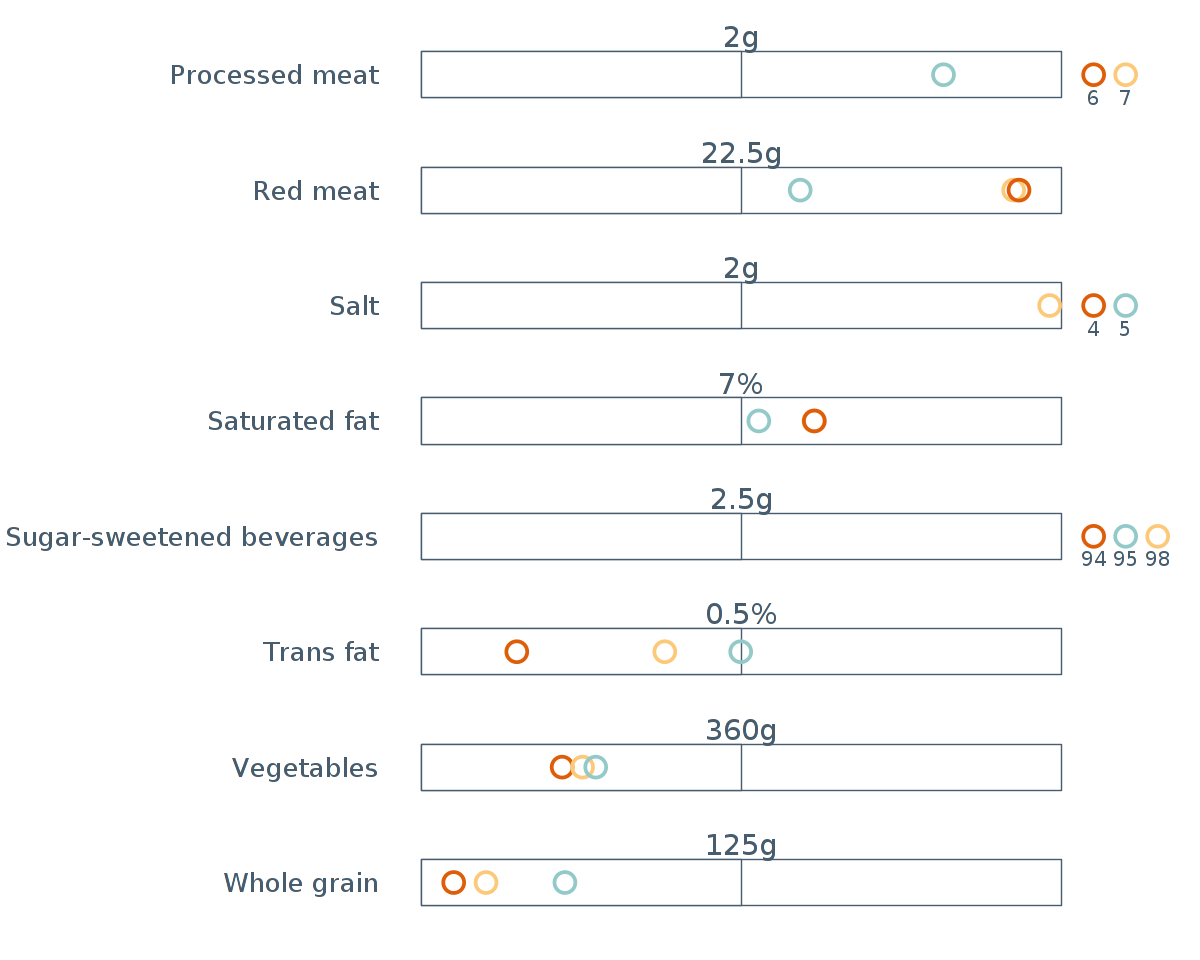 2g
Processed meat
6 7
22.5g
Red meat
2g
Salt
4 5
7%
Saturated fat
2.5g
Sugar-sweetened beverages
94 95 98
0.5%
Trans fat
360g
Vegetables
125g
Whole grain